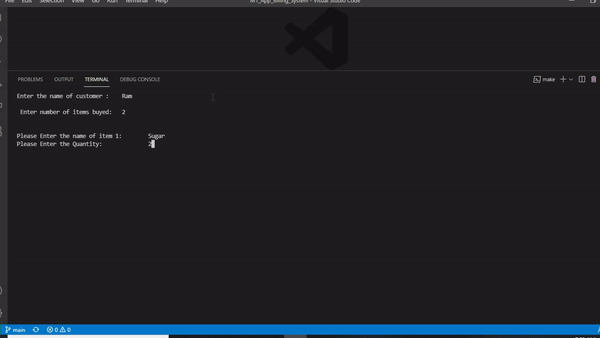 File Edit Selection View Go Run Terminal Help
Visual Studio Code
PROBLEMS OUTPUT TERMINAL DEBUG CONSOLE make
Enter the name of customer : Ram
Enter number of items buyed: 2
Please Enter the name of item 1: Sugar
Please Enter the Quantity: 2
main 0 0